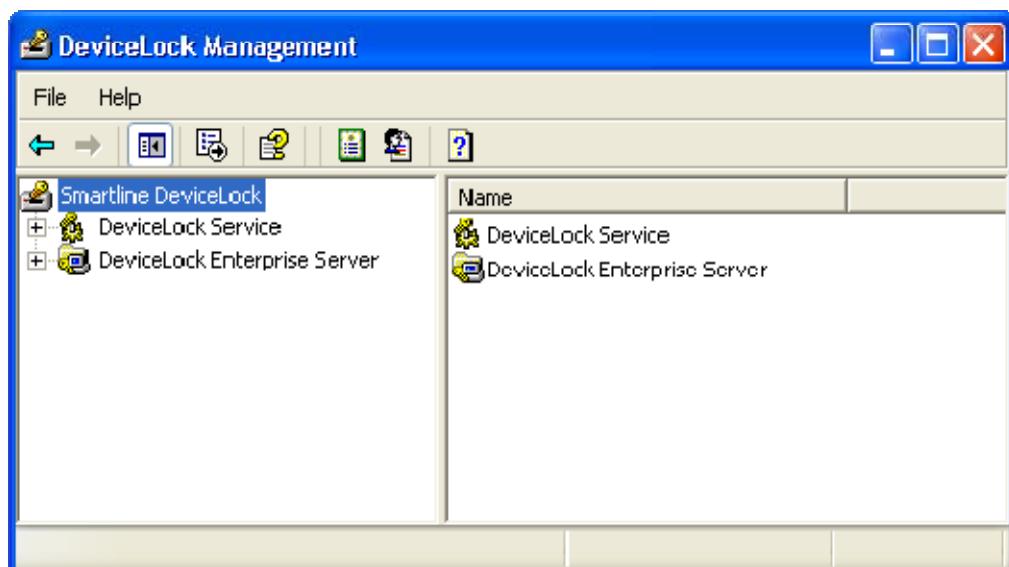 DeviceLock Management
File Help
Smartline DeviceLock
DeviceLock Service
DeviceLock Enterprise Server
Name
DeviceLock Service
DeviceLock Enterprise Server